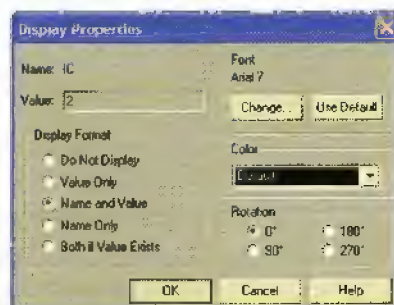 Display Properties
Name: IC
Value: 2
Font
Arial 7
Change...
Use Default
Display Format
Do Not Display
Value Only
Name and Value
Name Only
Both if Value Exists
Color
Default
Rotation
0°
180°
90°
270°
OK
Cancel
Help